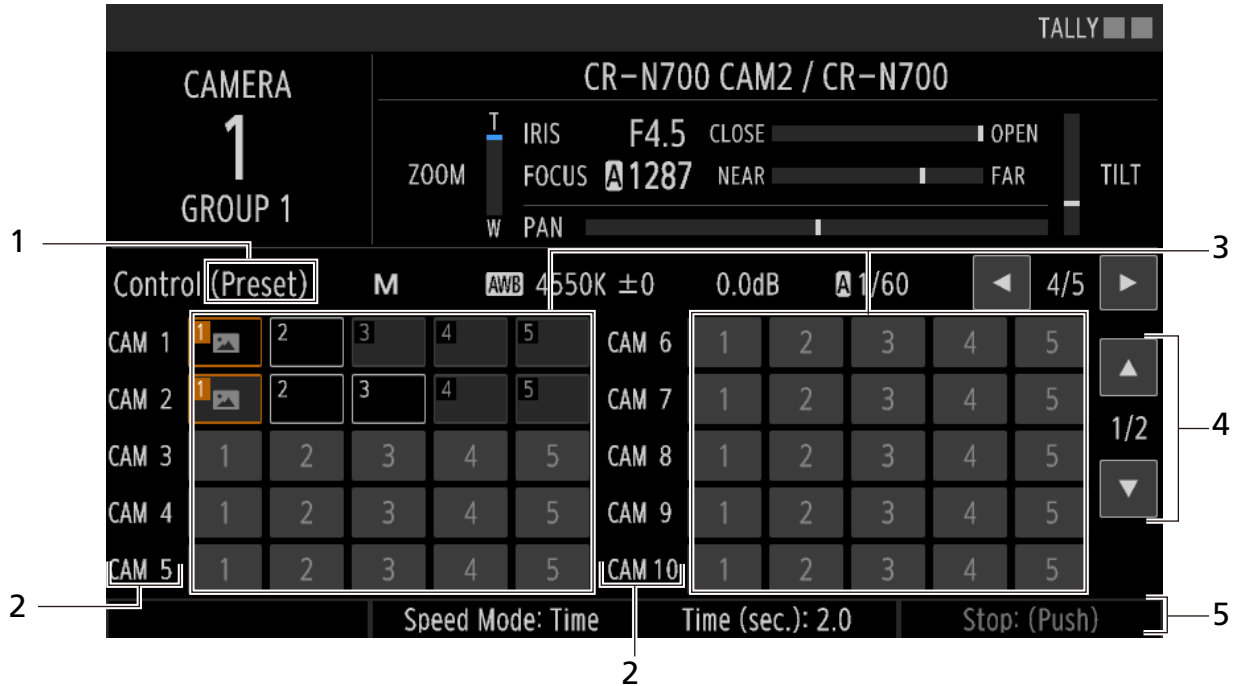 TALLY
CAMERA
1
GROUP 1
CR-N700 CAM2 / CR-N700
ZOOM T W
IRIS F4.5 CLOSE OPEN
FOCUS A 1287 NEAR FAR
PAN
TILT
1
3
Control (Preset) M AWB 4550K ±0 0.0dB A 1/60 4/5
CAM 1 1 2 3 4 5 CAM 6 1 2 3 4 5
CAM 2 1 2 3 4 5 CAM 7 1 2 3 4 5
1/2
4
CAM 3 1 2 3 4 5 CAM 8 1 2 3 4 5
CAM 4 1 2 3 4 5 CAM 9 1 2 3 4 5
CAM 5 1 2 3 4 5 CAM 10 1 2 3 4 5
2
Speed Mode: Time Time (sec.): 2.0 Stop: (Push)
5
2